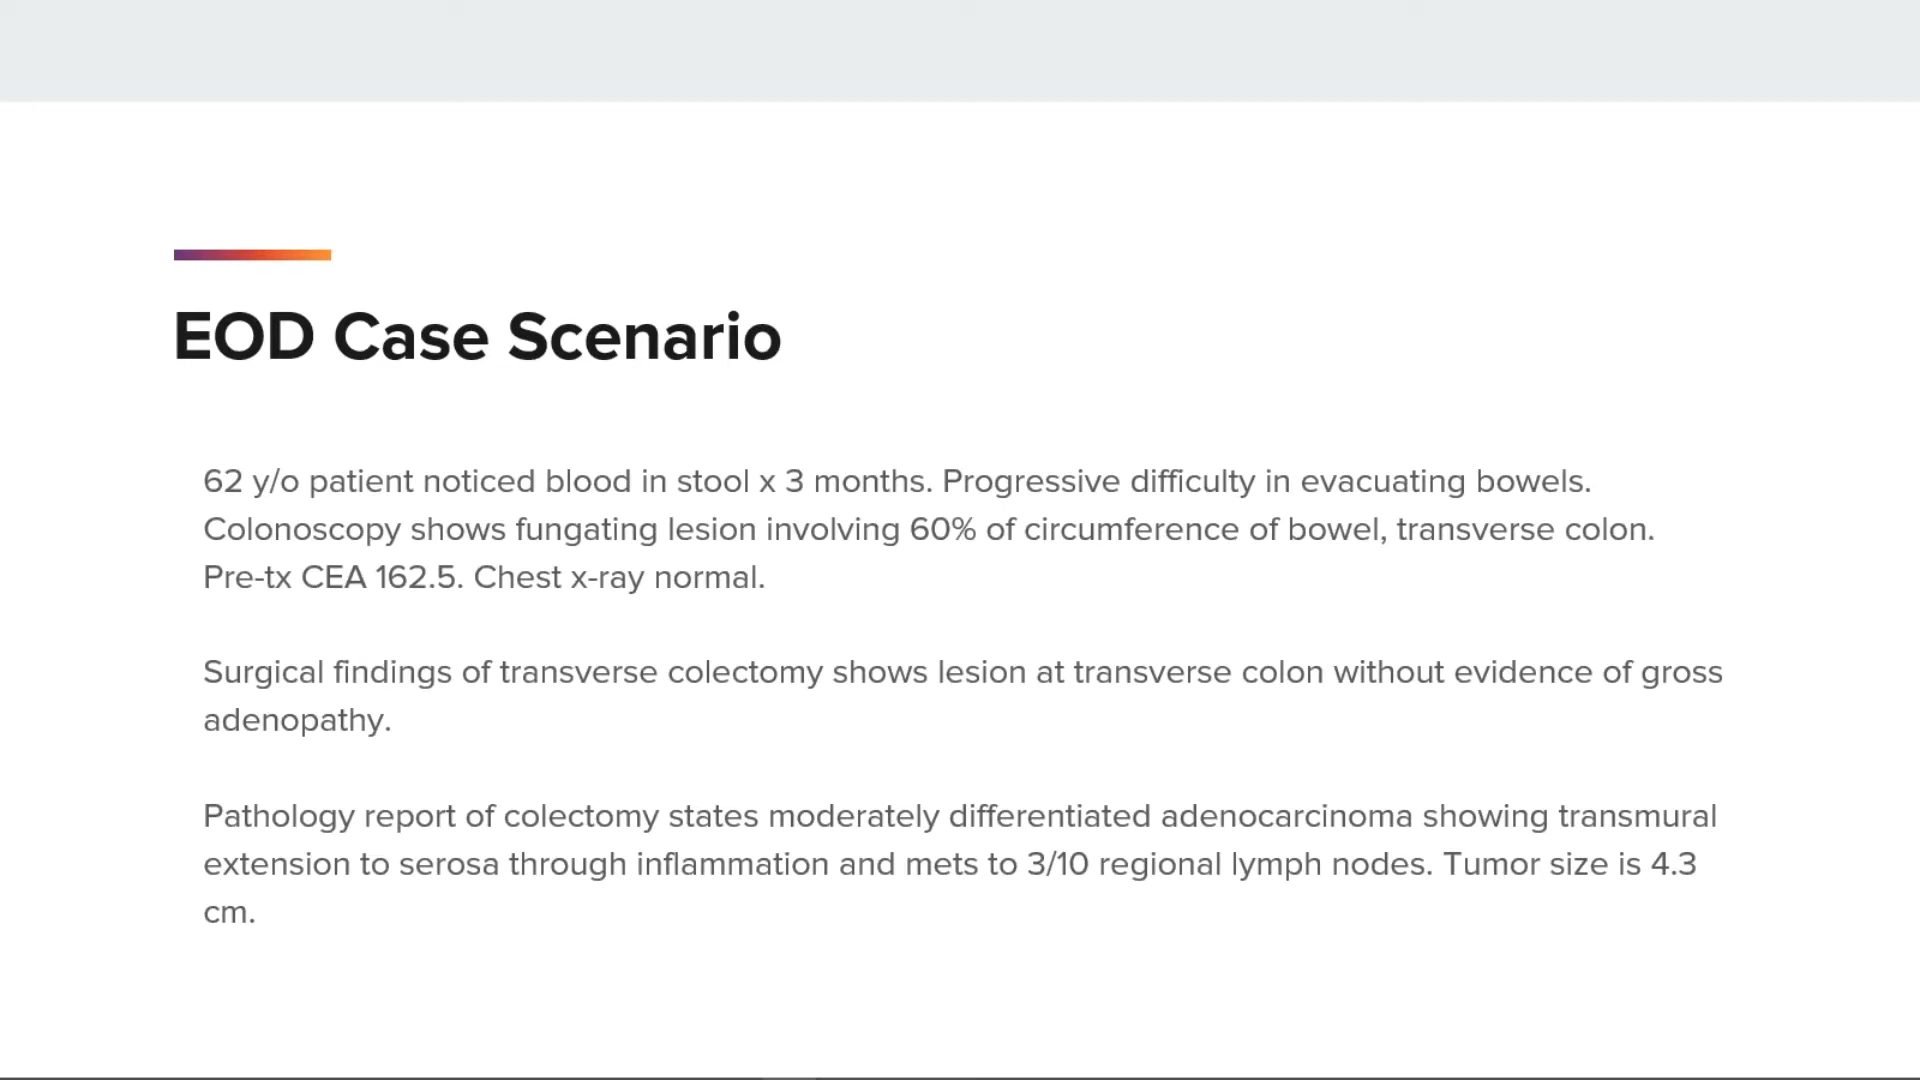 EOD Case Scenario
62 y/o patient noticed blood in stool x 3 months. Progressive difficulty in evacuating bowels.
Colonoscopy shows fungating lesion involving 60% of circumference of bowel, transverse colon.
Pre-tx CEA 162.5. Chest x-ray normal.
Surgical findings of transverse colectomy shows lesion at transverse colon without evidence of gross
adenopathy.
Pathology report of colectomy states moderately differentiated adenocarcinoma showing transmural
extension to serosa through inflammation and mets to 3/10 regional lymph nodes. Tumor size is 4.3
cm.